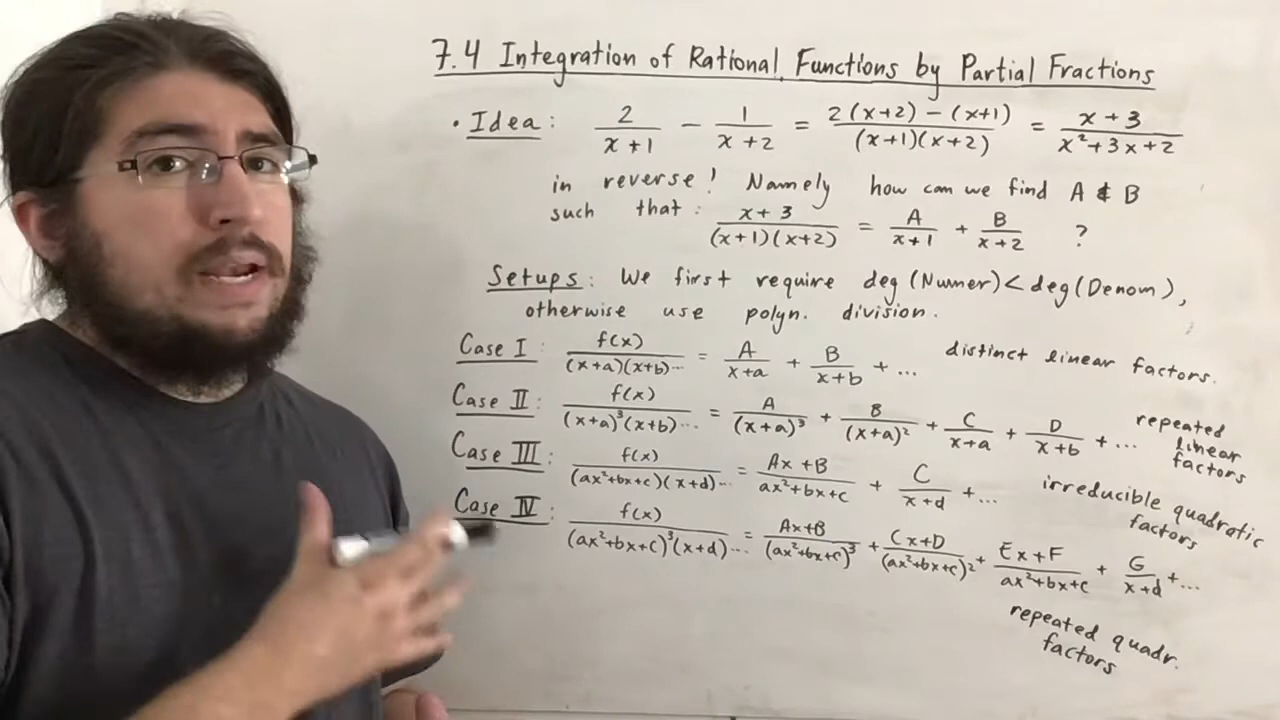 7.4 Integration of Rational Functions by Partial Fractions
• Idea: 2/(x+1) − 1/(x+2) = (2(x+2) − (x+1))/((x+1)(x+2)) = (x+3)/(x²+3x+2)
in reverse! Namely how can we find A & B
such that: (x+3)/((x+1)(x+2)) = A/(x+1) + B/(x+2) ?
Setups: We first require deg(Numer) < deg(Denom),
otherwise use polyn. division.
Case I: f(x)/((x+a)(x+b)⋯) = A/(x+a) + B/(x+b) + ... distinct linear factors.
Case II: f(x)/((x+a)³(x+b)⋯) = A/(x+a)³ + B/(x+a)² + C/(x+a) + D/(x+b) + ... repeated
linear
factors
Case III: f(x)/((ax²+bx+c)(x+d)⋯) = (Ax+B)/(ax²+bx+c) + C/(x+d) + ... irreducible quadratic
factors
Case IV: f(x)/((ax²+bx+c)³(x+d)⋯) = (Ax+B)/(ax²+bx+c)³ + (Cx+D)/(ax²+bx+c)² + (Ex+F)/(ax²+bx+c) + G/(x+d) + ...
repeated quadr.
factors